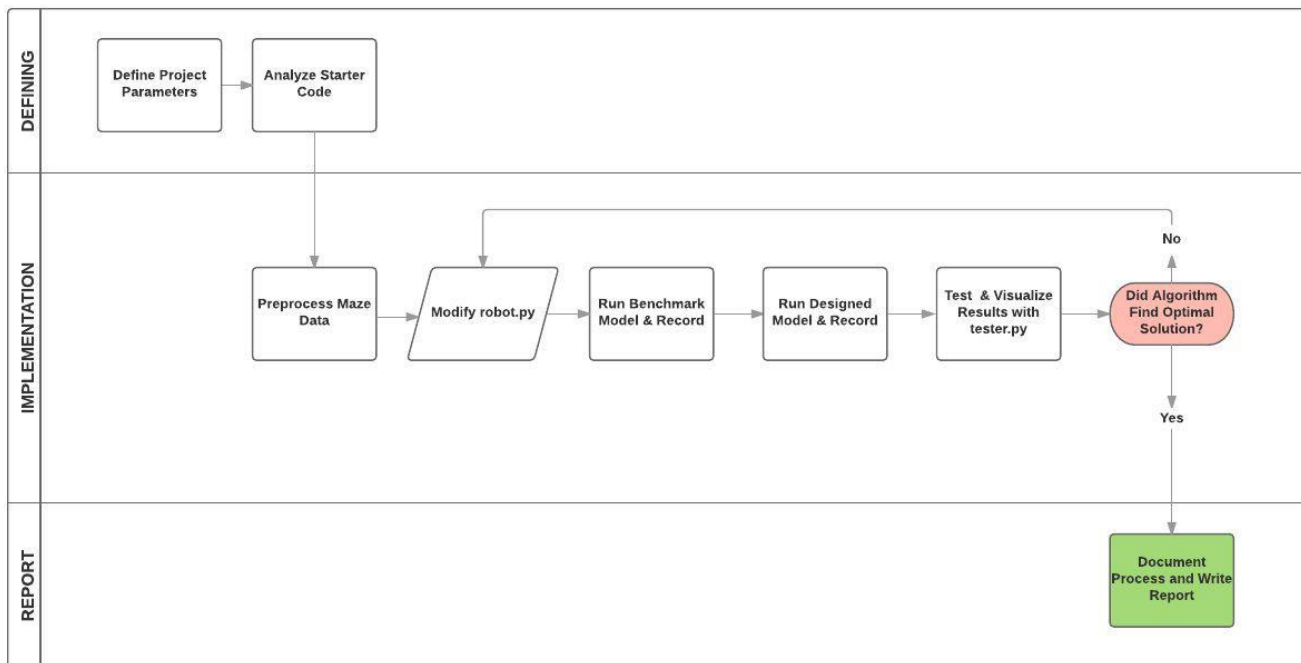 DEFINING
Define Project
Parameters
Analyze Starter
Code
IMPLEMENTATION
Preprocess Maze
Data
Modify robot.py
Run Benchmark
Model & Record
Run Designed
Model & Record
Test & Visualize
Results with
tester.py
No
Did Algorithm
Find Optimal
Solution?
Yes
REPORT
Document
Process and Write
Report